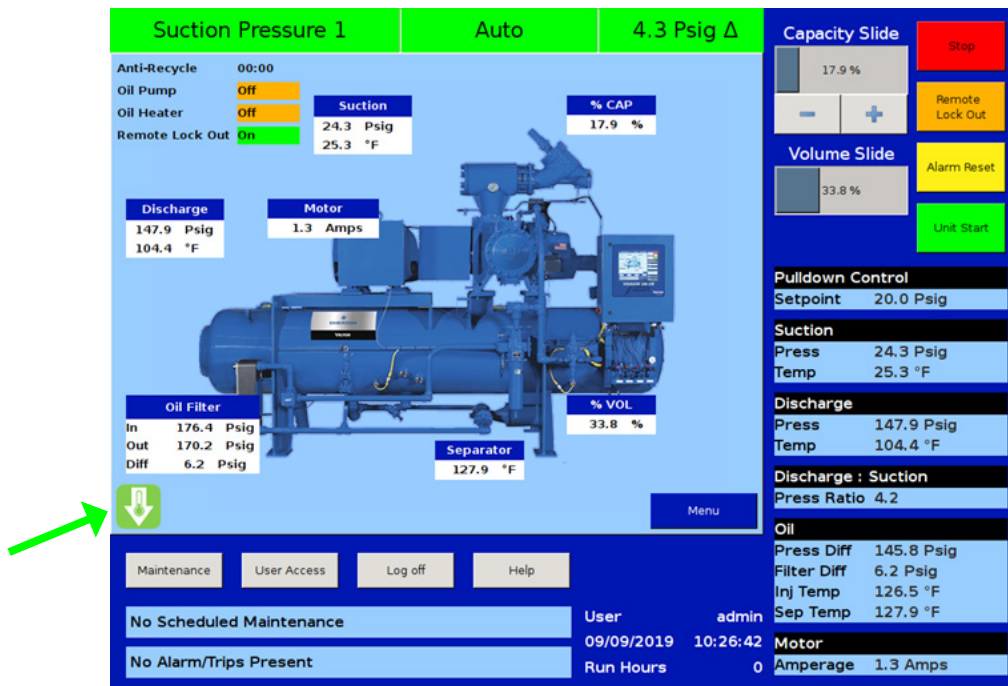 Suction Pressure 1 Auto 4.3 Psig Δ
Anti-Recycle 00:00
Oil Pump Off
Oil Heater Off
Remote Lock Out On
Suction
24.3 Psig
25.3 °F
% CAP
17.9 %
Discharge
147.9 Psig
104.4 °F
Motor
1.3 Amps
EMERSON
VILTER
Oil Filter
In 176.4 Psig
Out 170.2 Psig
Diff 6.2 Psig
% VOL
33.8 %
Separator
127.9 °F
Menu
Maintenance User Access Log off Help
No Scheduled Maintenance
No Alarm/Trips Present
User admin
09/09/2019 10:26:42
Run Hours 0
Capacity Slide
17.9 %
− +
Volume Slide
33.8 %
Stop
Remote
Lock Out
Alarm Reset
Unit Start
Pulldown Control
Setpoint 20.0 Psig
Suction
Press 24.3 Psig
Temp 25.3 °F
Discharge
Press 147.9 Psig
Temp 104.4 °F
Discharge : Suction
Press Ratio 4.2
Oil
Press Diff 145.8 Psig
Filter Diff 6.2 Psig
Inj Temp 126.5 °F
Sep Temp 127.9 °F
Motor
Amperage 1.3 Amps